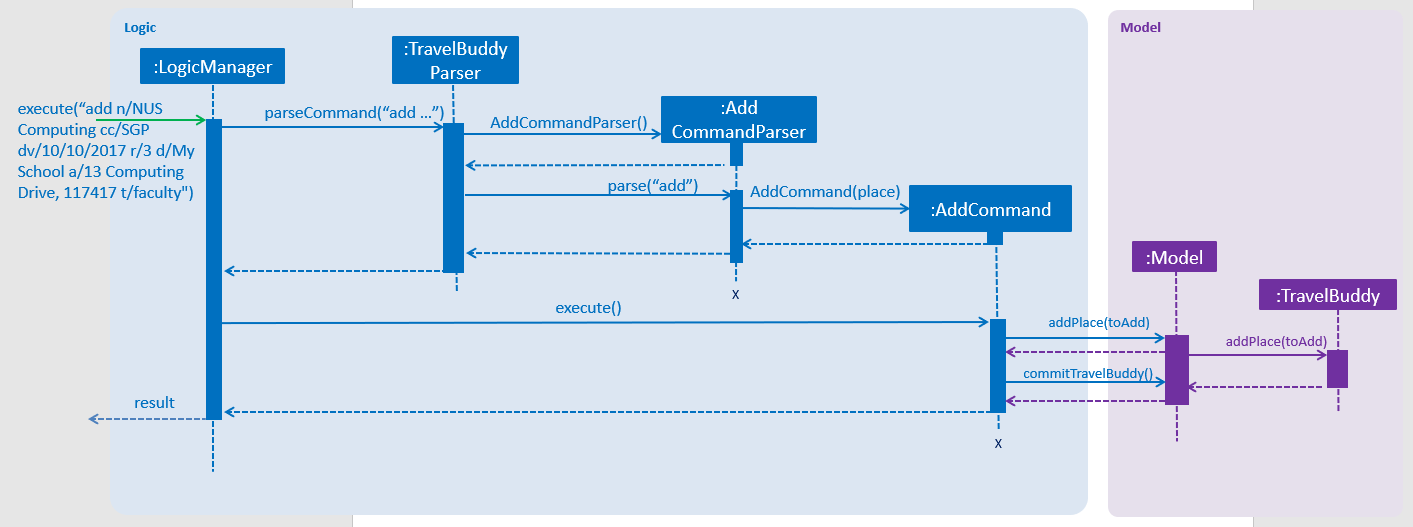 Logic
Model
:LogicManager
:TravelBuddy
Parser
execute(“add n/NUS
Computing cc/SGP
dv/10/10/2017 r/3 d/My
School a/13 Computing
Drive, 117417 t/faculty")
parseCommand(“add …”)
AddCommandParser()
:Add
CommandParser
parse(“add”)
AddCommand(place)
:AddCommand
:Model
:TravelBuddy
X
execute()
addPlace(toAdd)
addPlace(toAdd)
commitTravelBuddy()
result
X